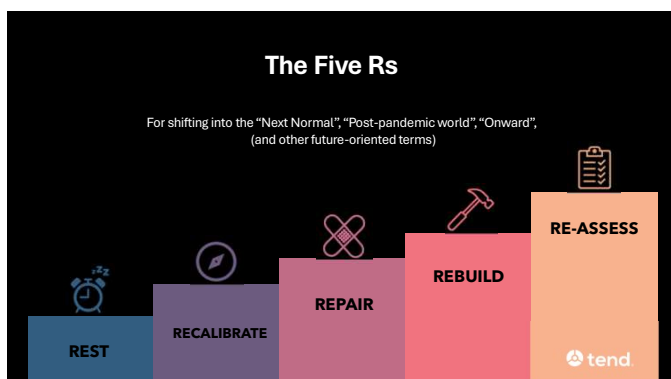 The Five Rs
For shifting into the “Next Normal”, “Post-pandemic world”, “Onward”,
(and other future-oriented terms)
zzz
REST
RECALIBRATE
REPAIR
REBUILD
RE-ASSESS
tend.